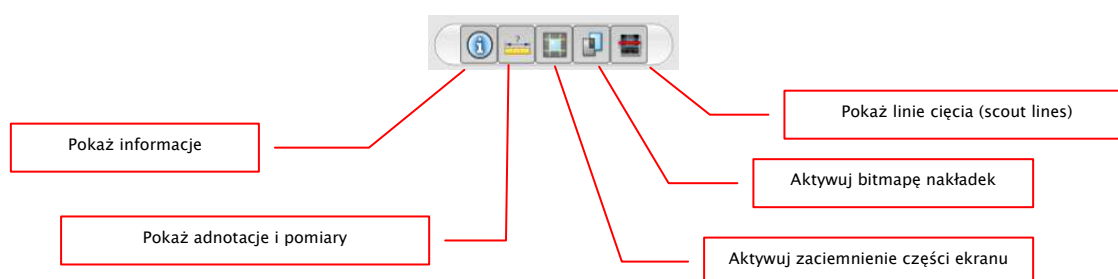 ?
Pokaż linie cięcia (scout lines)
Pokaż informacje
Aktywuj bitmapę nakładek
Pokaż adnotacje i pomiary
Aktywuj zaciemnienie części ekranu